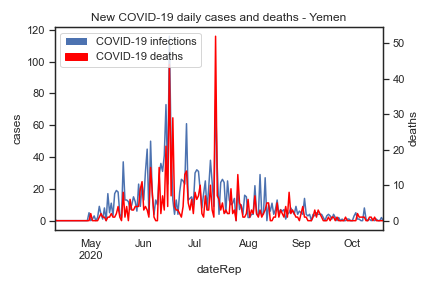 New COVID-19 daily cases and deaths - Yemen
COVID-19 infections
COVID-19 deaths
120
100
80
60
40
20
0
cases
50
40
30
20
10
0
deaths
May
2020
Jun
Jul
Aug
Sep
Oct
dateRep